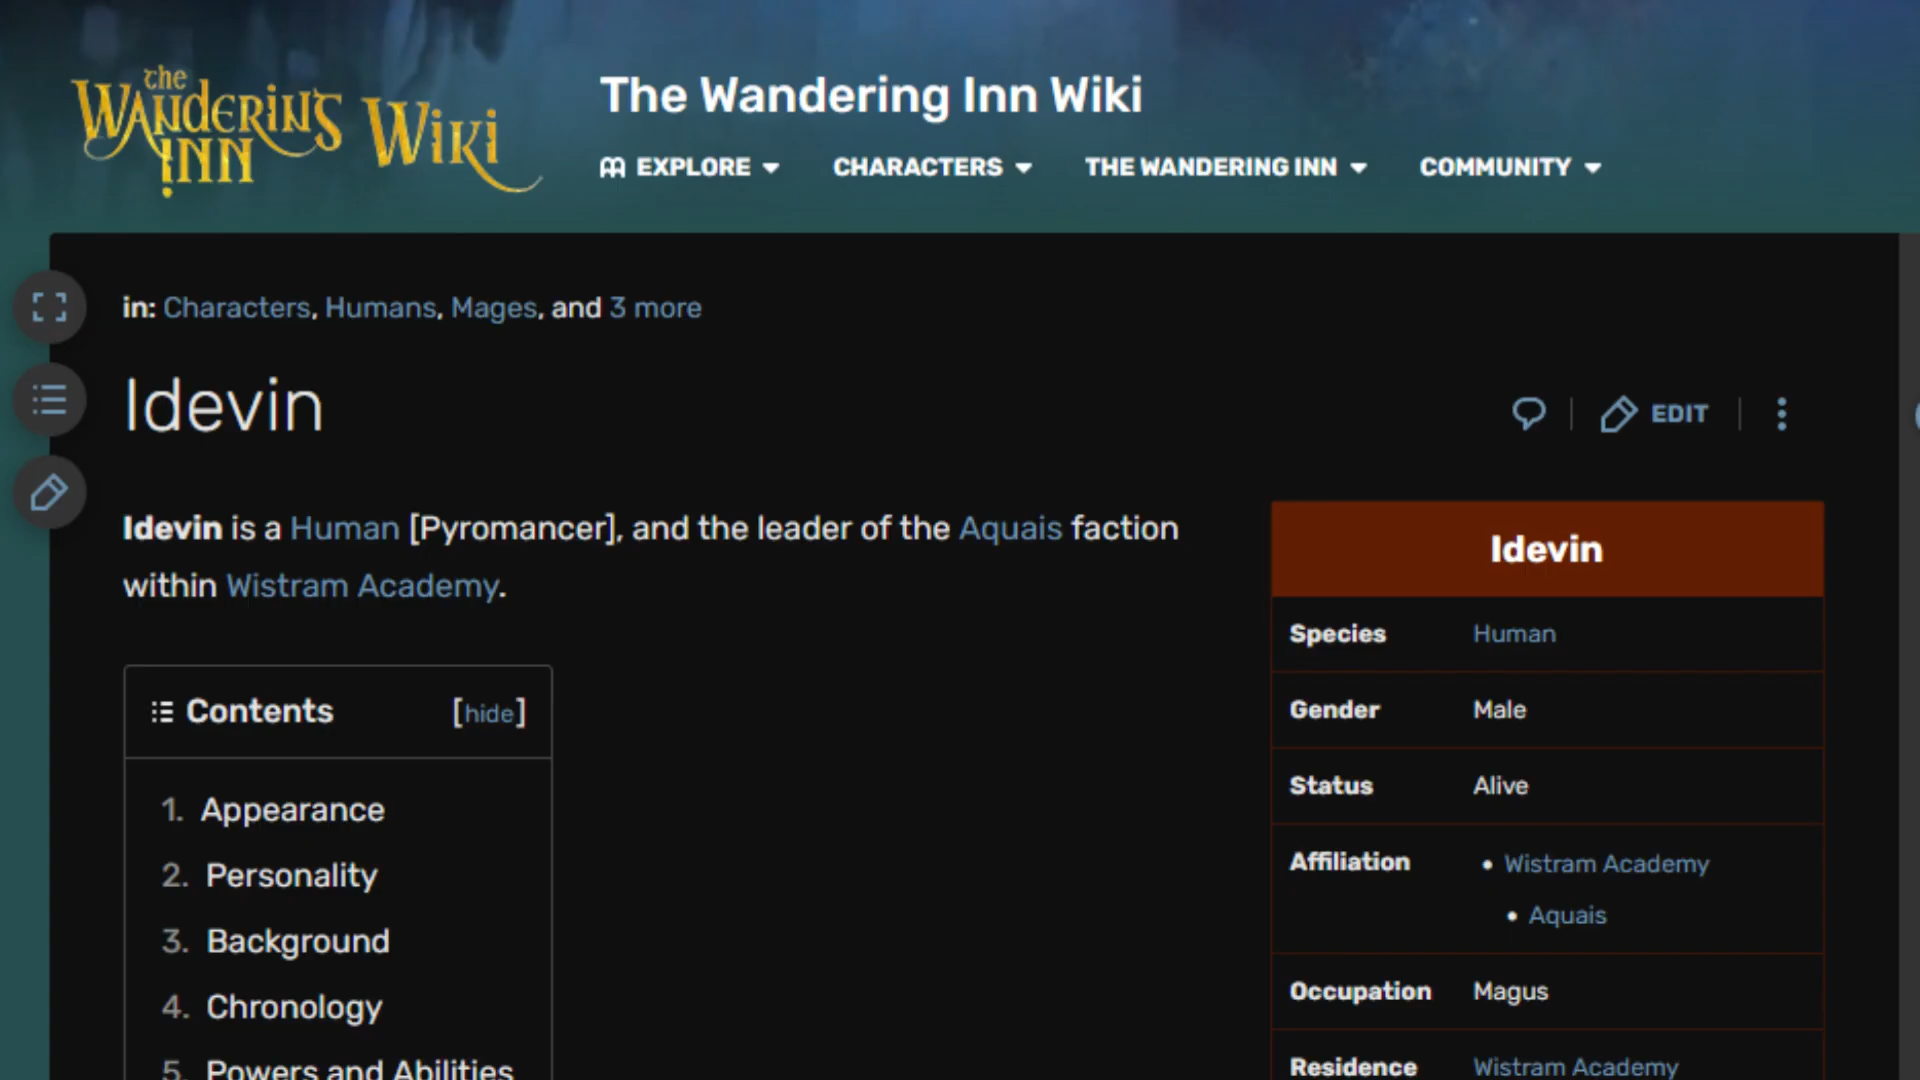 the
WANDERING
INN
Wiki
The Wandering Inn Wiki
EXPLORE
CHARACTERS
THE WANDERING INN
COMMUNITY
in: Characters, Humans, Mages, and 3 more
Idevin
EDIT
Idevin is a Human [Pyromancer], and the leader of the Aquais faction
within Wistram Academy.
Contents [hide]
1. Appearance
2. Personality
3. Background
4. Chronology
5. Powers and Abilities
Idevin
Species Human
Gender Male
Status Alive
Affiliation • Wistram Academy
• Aquais
Occupation Magus
Residence Wistram Academy